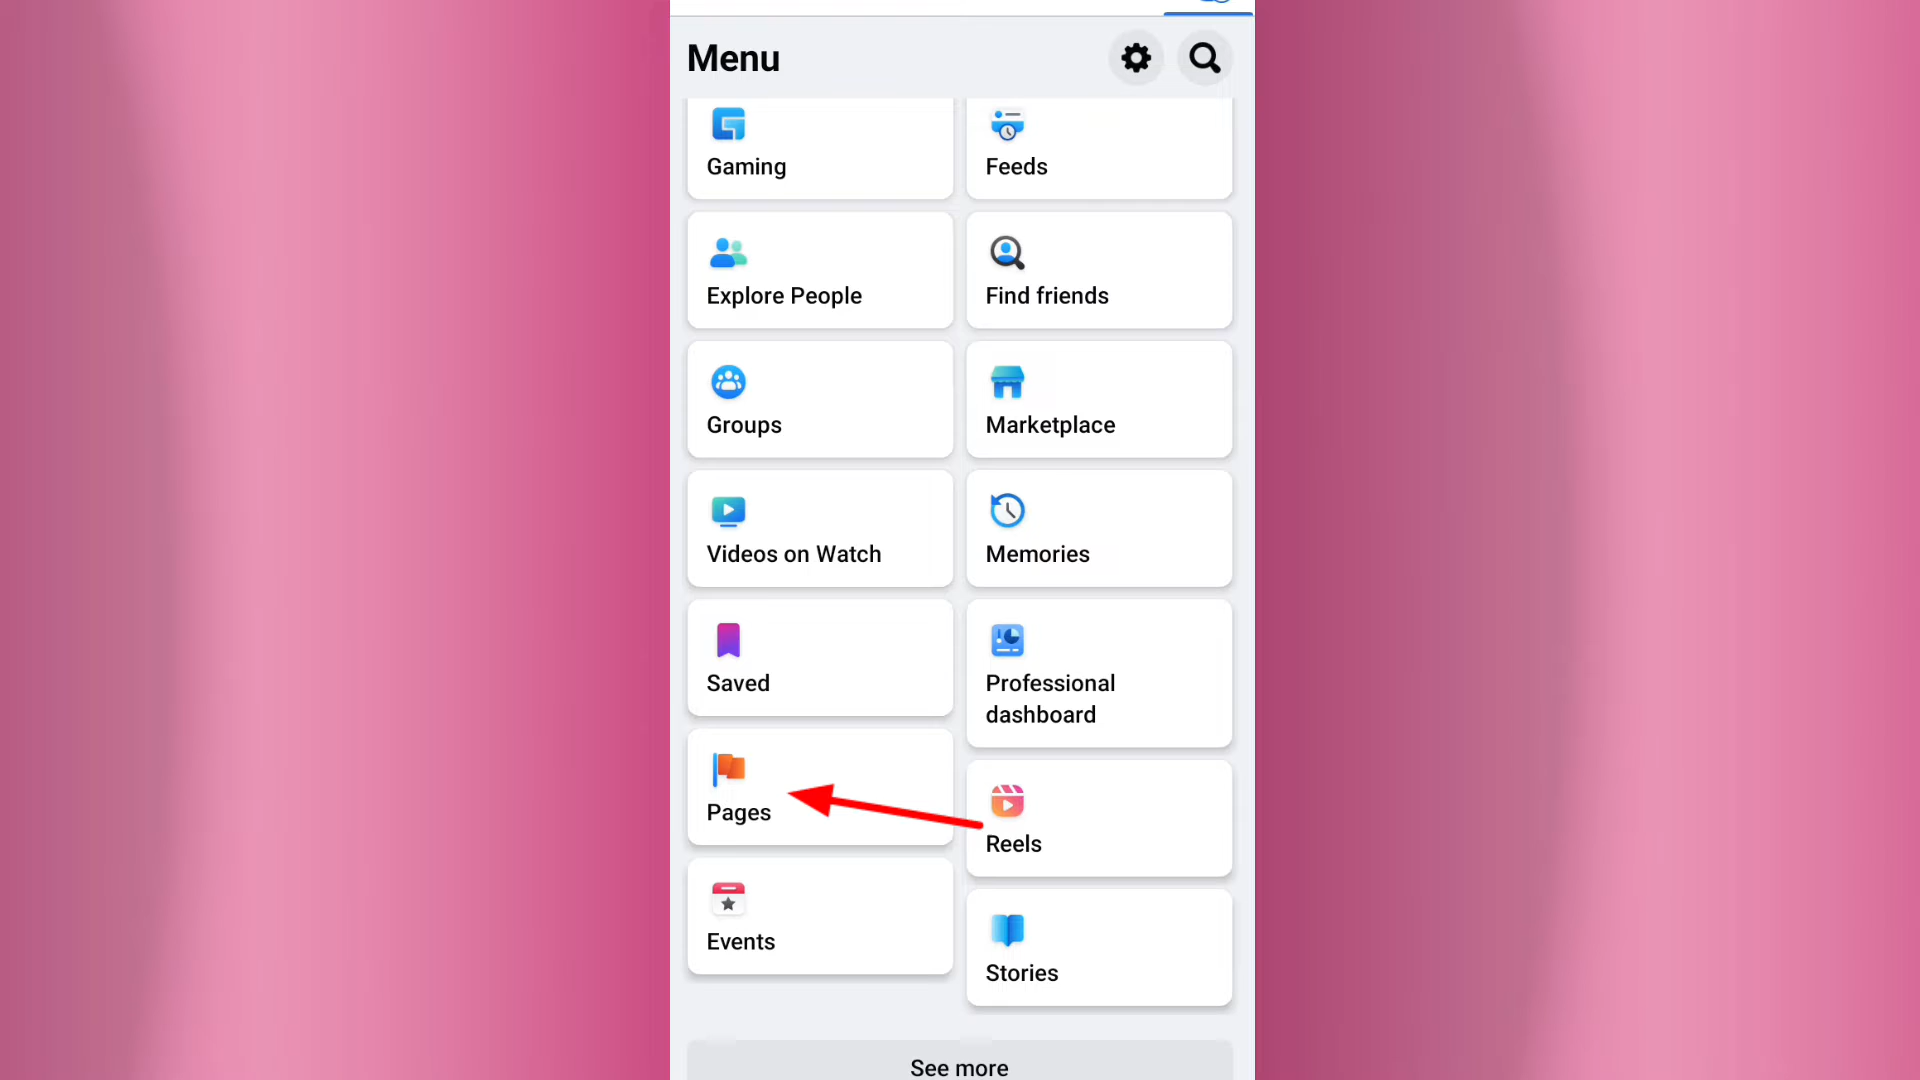 Menu
Gaming
Feeds
Explore People
Find friends
Groups
Marketplace
Videos on Watch
Memories
Saved
Professional
dashboard
Pages
Reels
Events
Stories
See more